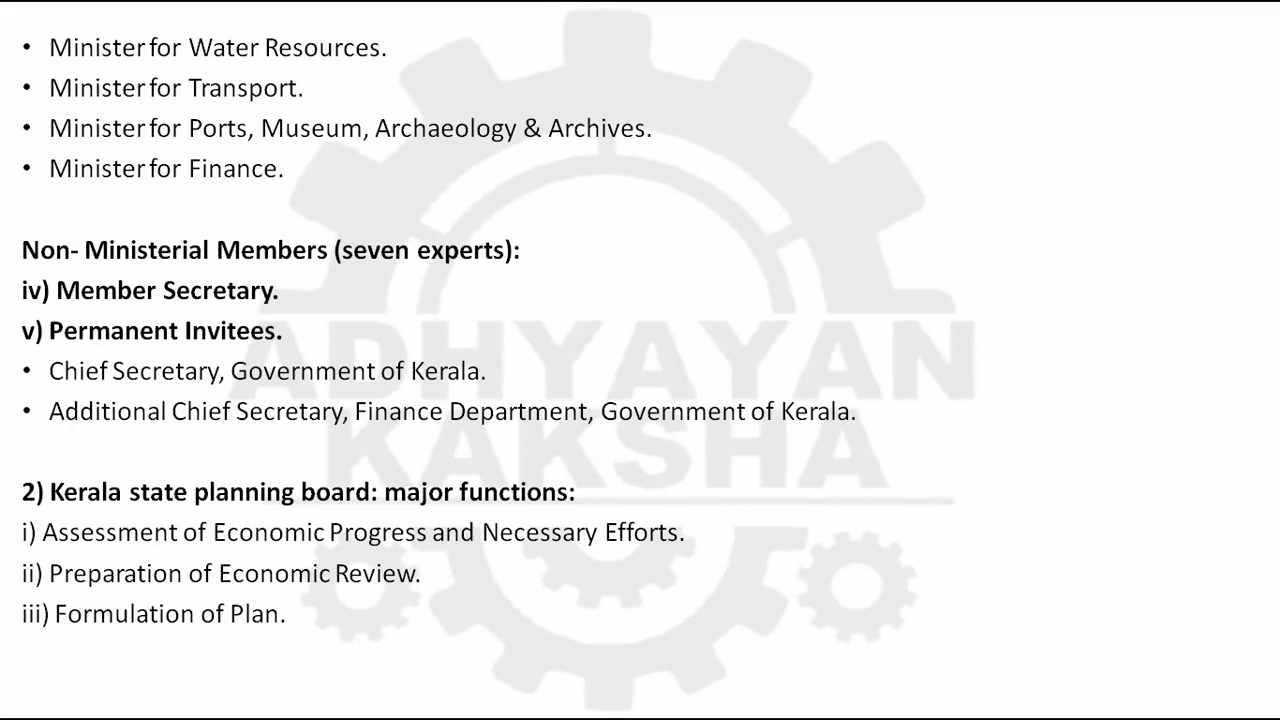 • Minister for Water Resources.
• Minister for Transport.
• Minister for Ports, Museum, Archaeology & Archives.
• Minister for Finance.
Non- Ministerial Members (seven experts):
iv) Member Secretary.
v) Permanent Invitees.
• Chief Secretary, Government of Kerala.
• Additional Chief Secretary, Finance Department, Government of Kerala.
2) Kerala state planning board: major functions:
i) Assessment of Economic Progress and Necessary Efforts.
ii) Preparation of Economic Review.
iii) Formulation of Plan.
ADHYAYAN
KAKSHA